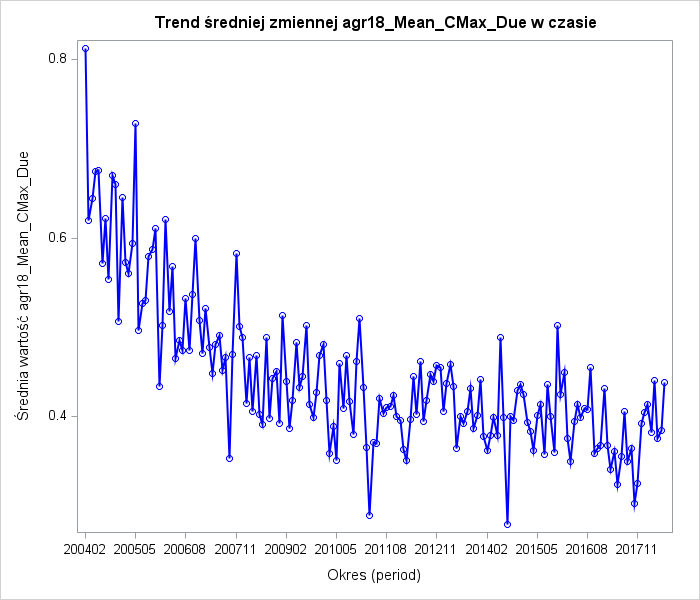 Trend średniej zmiennej agr18_Mean_CMax_Due w czasie
Średnia wartość agr18_Mean_CMax_Due
0.8
0.6
0.4
200402 200505 200608 200711 200902 201005 201108 201211 201402 201505 201608 201711
Okres (period)